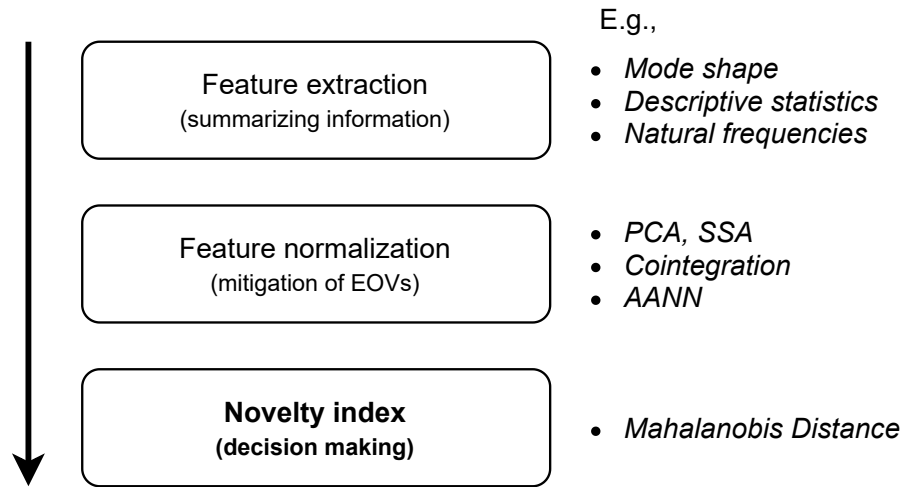 E.g.,
Feature extraction
(summarizing information)
• Mode shape
• Descriptive statistics
• Natural frequencies
Feature normalization
(mitigation of EOVs)
• PCA, SSA
• Cointegration
• AANN
Novelty index
(decision making)
• Mahalanobis Distance